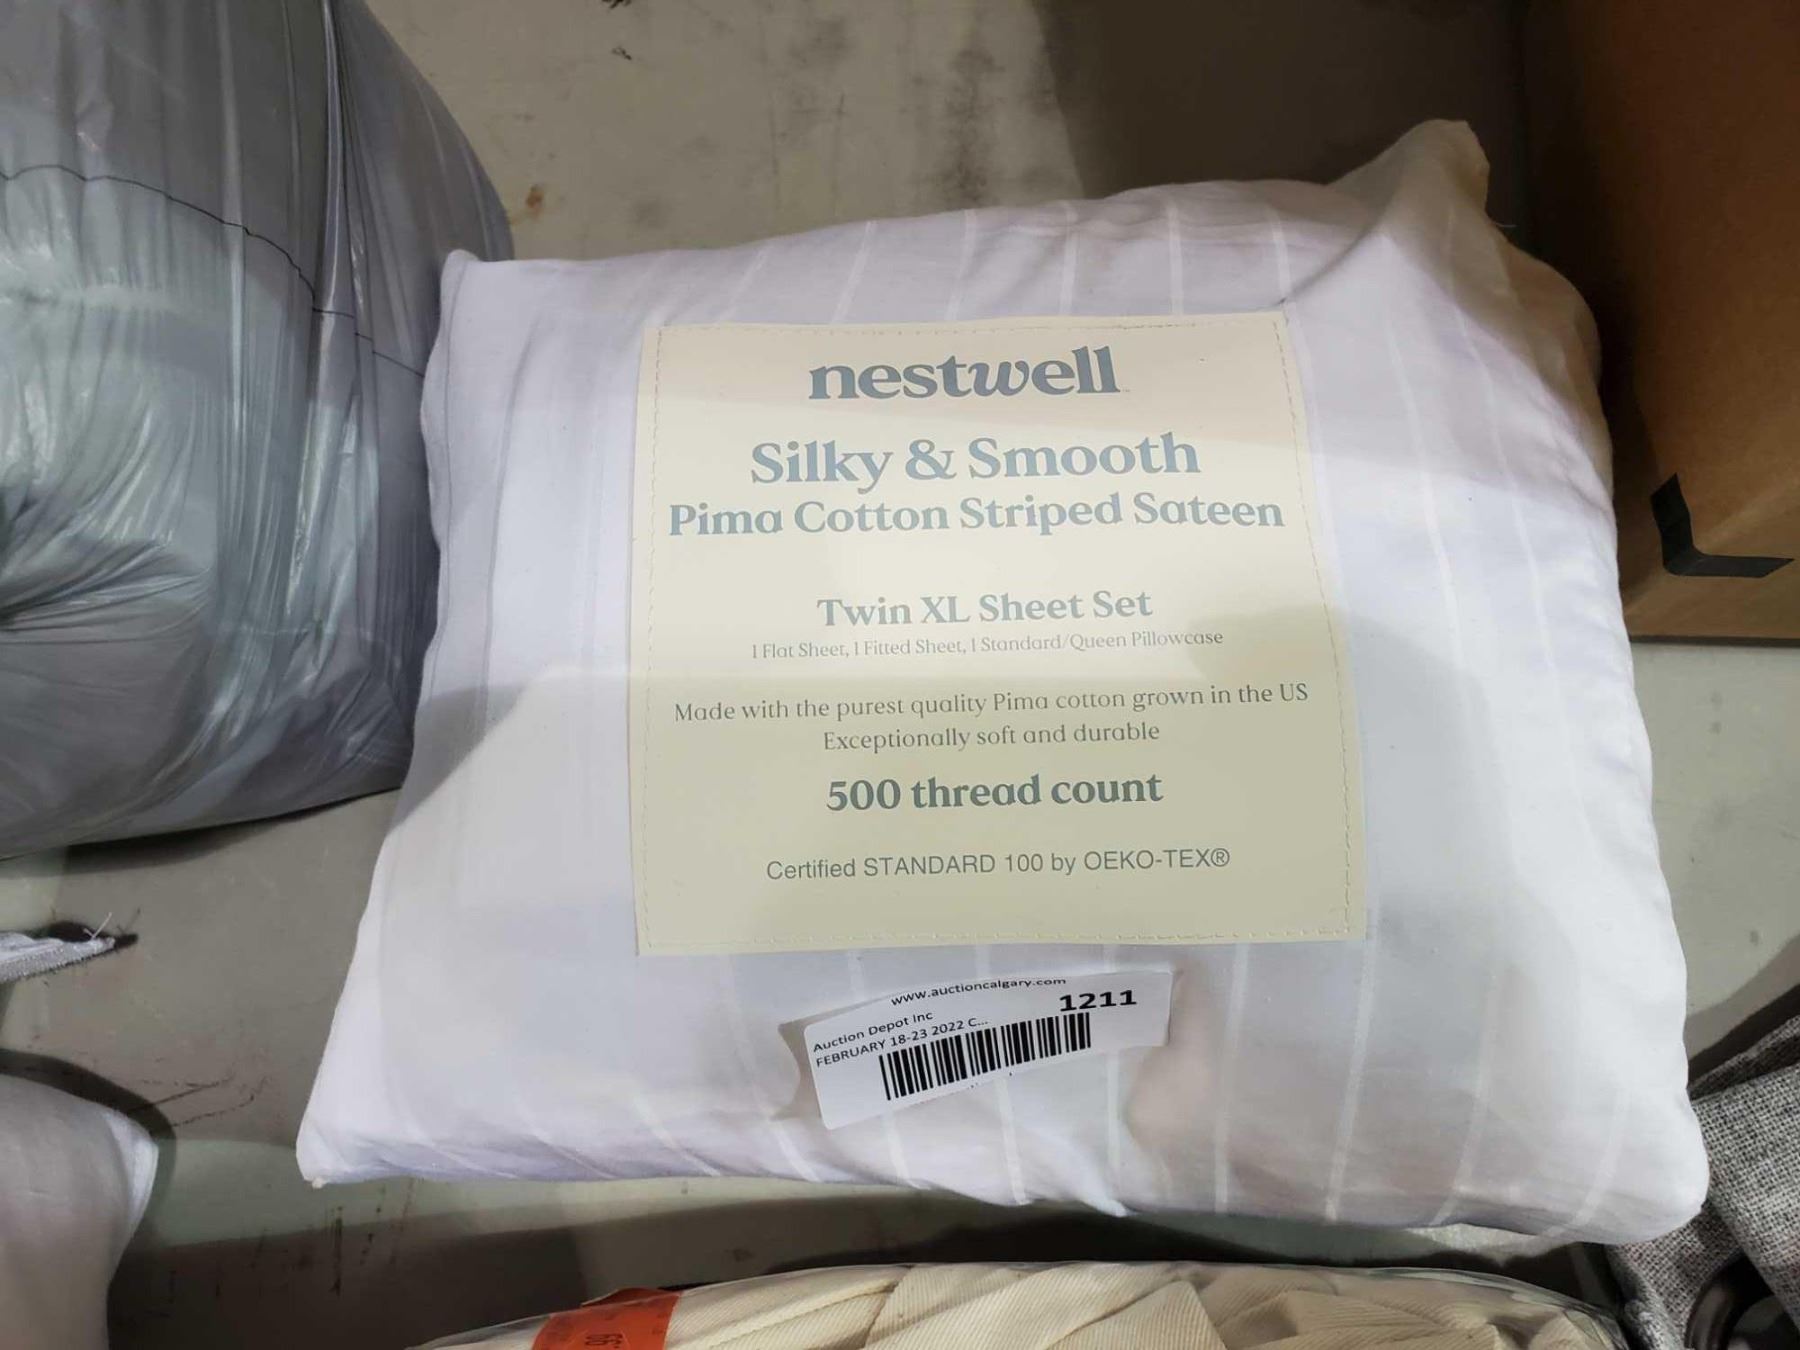 nestwell
Silky & Smooth
Pima Cotton Striped Sateen
Twin XL Sheet Set
1 Flat Sheet, 1 Fitted Sheet, 1 Standard/Queen Pillowcase
Made with the purest quality Pima cotton grown in the US
Exceptionally soft and durable
500 thread count
Certified STANDARD 100 by OEKO-TEX®
www.auctioncalgary.com
Auction Depot Inc
1211
FEBRUARY 18-23 2022 C...